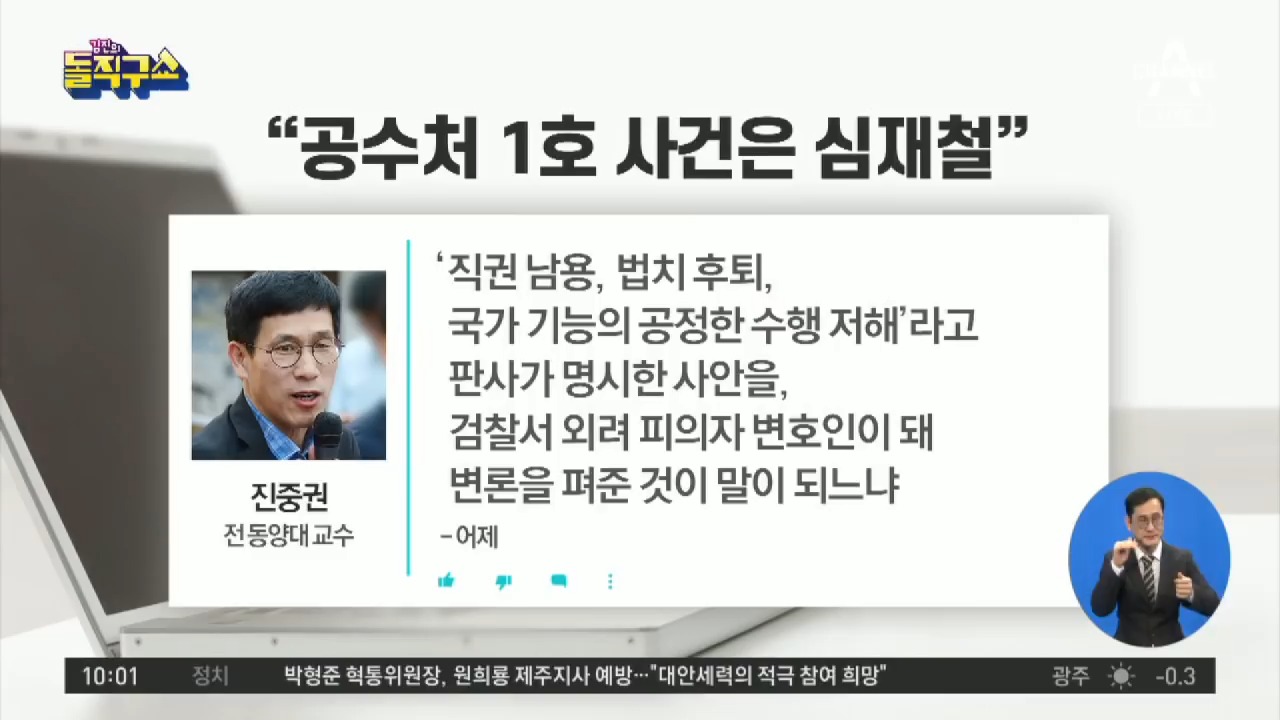 김진의
돌직구쇼
“공수처 1호 사건은 심재철”
‘직권 남용, 법치 후퇴,
국가 기능의 공정한 수행 저해’라고
판사가 명시한 사안을,
검찰서 외려 피의자 변호인이 돼
변론을 펴준 것이 말이 되느냐
- 어제
진중권
전 동양대 교수
10:01 정치 박형준 혁통위원장, 원희룡 제주지사 예방…"대안세력의 적극 참여 희망" 광주 -0.3